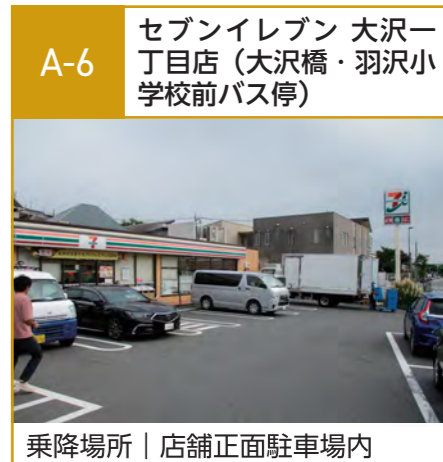 A-6
セブンイレブン 大沢一
丁目店（大沢橋・羽沢小
学校前バス停）
乗降場所｜店舗正面駐車場内